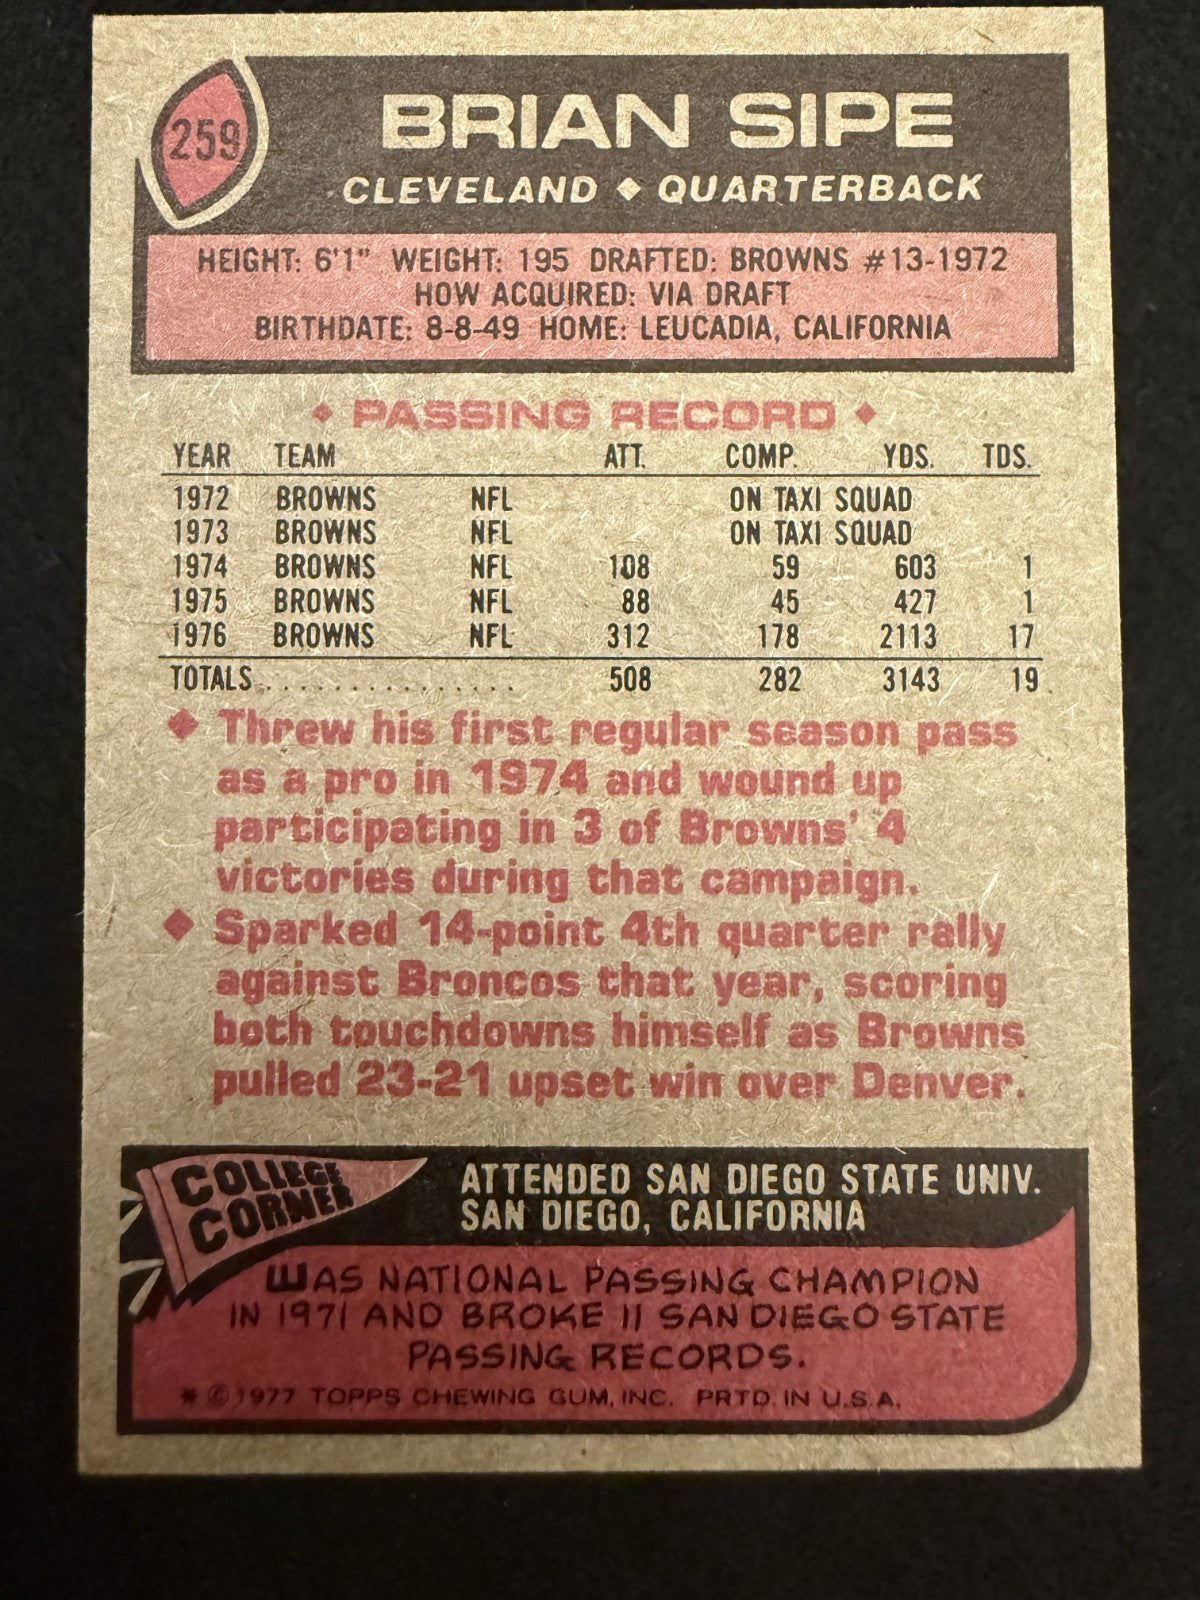 259
BRIAN SIPE
CLEVELAND ◆ QUARTERBACK
HEIGHT: 6'1" WEIGHT: 195 DRAFTED: BROWNS #13-1972
HOW ACQUIRED: VIA DRAFT
BIRTHDATE: 8-8-49 HOME: LEUCADIA, CALIFORNIA
◆ PASSING RECORD ◆
YEAR TEAM ATT. COMP. YDS. TDS.
1972 BROWNS NFL ON TAXI SQUAD
1973 BROWNS NFL ON TAXI SQUAD
1974 BROWNS NFL 108 59 603 1
1975 BROWNS NFL 88 45 427 1
1976 BROWNS NFL 312 178 2113 17
TOTALS................ 508 282 3143 19
◆ Threw his first regular season pass
as a pro in 1974 and wound up
participating in 3 of Browns' 4
victories during that campaign.
◆ Sparked 14-point 4th quarter rally
against Broncos that year, scoring
both touchdowns himself as Browns
pulled 23-21 upset win over Denver.
COLLEGE
CORNER
ATTENDED SAN DIEGO STATE UNIV.
SAN DIEGO, CALIFORNIA
WAS NATIONAL PASSING CHAMPION
IN 1971 AND BROKE 11 SAN DIEGO STATE
PASSING RECORDS.
* © 1977 TOPPS CHEWING GUM, INC. PRTD. IN U.S.A.